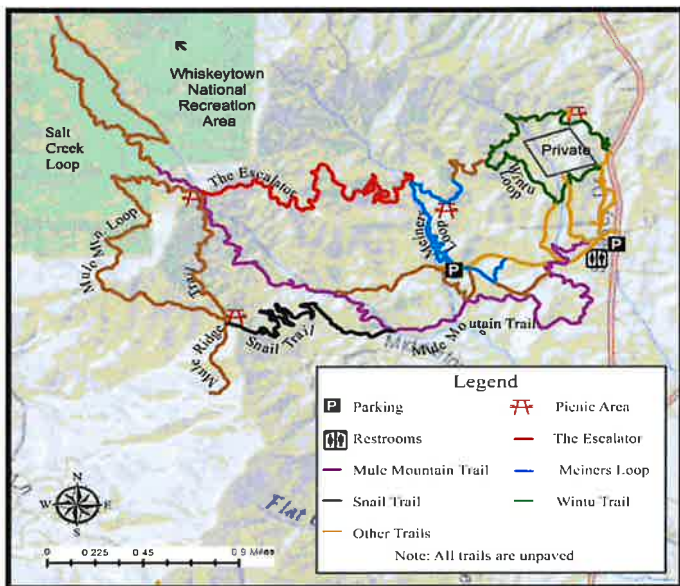 Whiskeytown
National
Recreation
Area
Salt
Creek
Loop
The Escalator
Private
Wintu
Loop
Mule Mtn. Loop
Meiners
Loop
Trail
P
P
Mule Ridge
Snail Trail
Mule Mountain Trail
Legend
P Parking
Picnic Area
Restrooms
The Escalator
Mule Mountain Trail
Meiners Loop
Snail Trail
Wintu Trail
Other Trails
Note: All trails are unpaved
Flat
N
W E
S
0 0.225 0.45 0.9 Miles